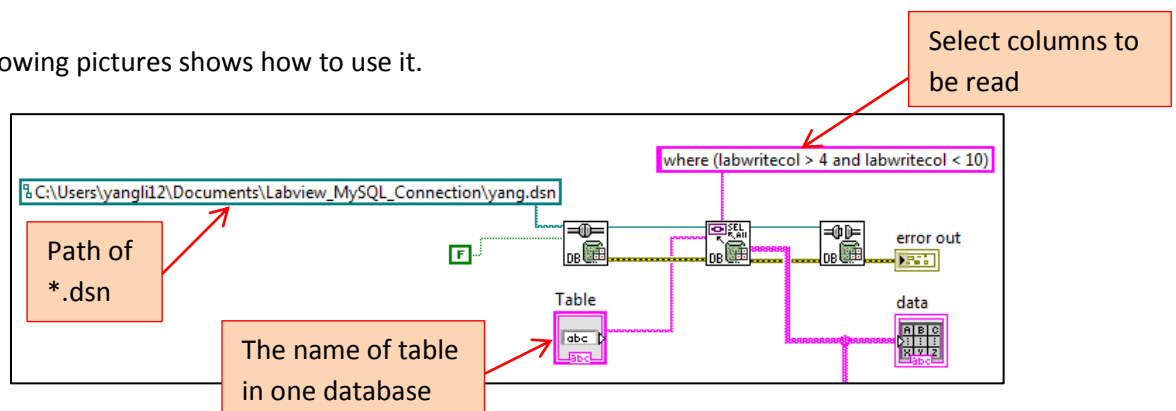 Select columns to
be read
owing pictures shows how to use it.
where (labwritecol > 4 and labwritecol < 10)
C:\Users\yangli12\Documents\Labview_MySQL_Connection\yang.dsn
Path of
*.dsn
F
DB
SEL
All
DB
DB
error out
Table
abc
abc
data
A B C
X Y Z
abc
The name of table
in one database